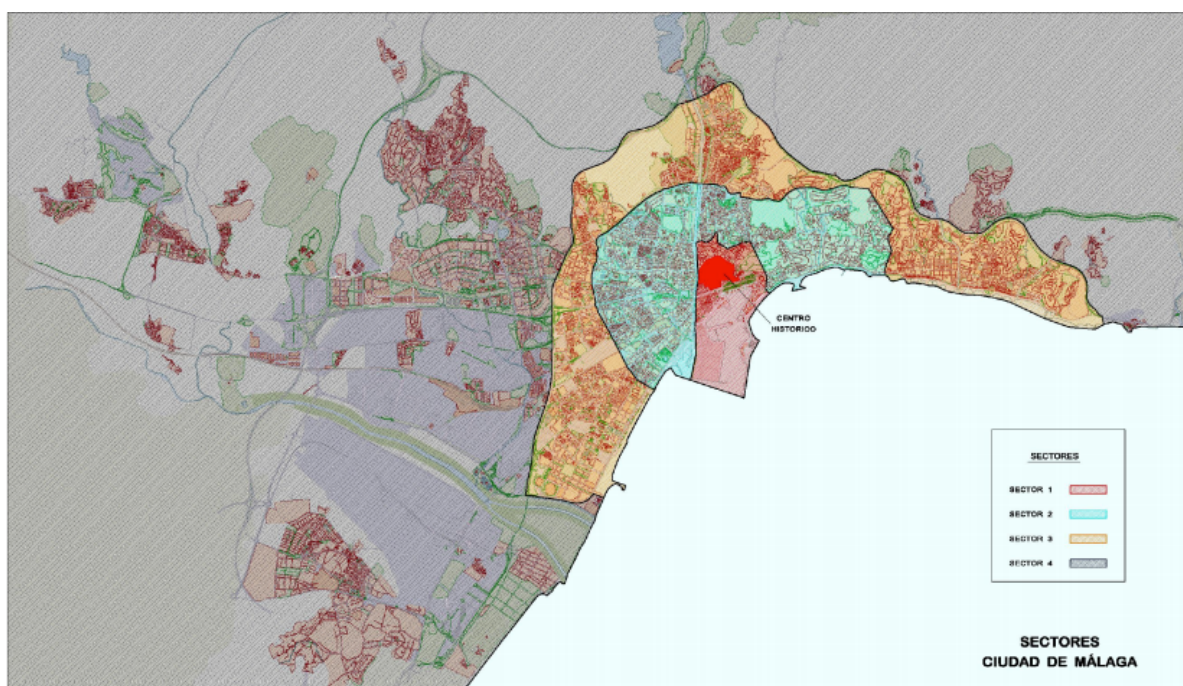 CENTRO
HISTORICO
SECTORES
SECTOR 1
SECTOR 2
SECTOR 3
SECTOR 4
SECTORES
CIUDAD DE MÁLAGA